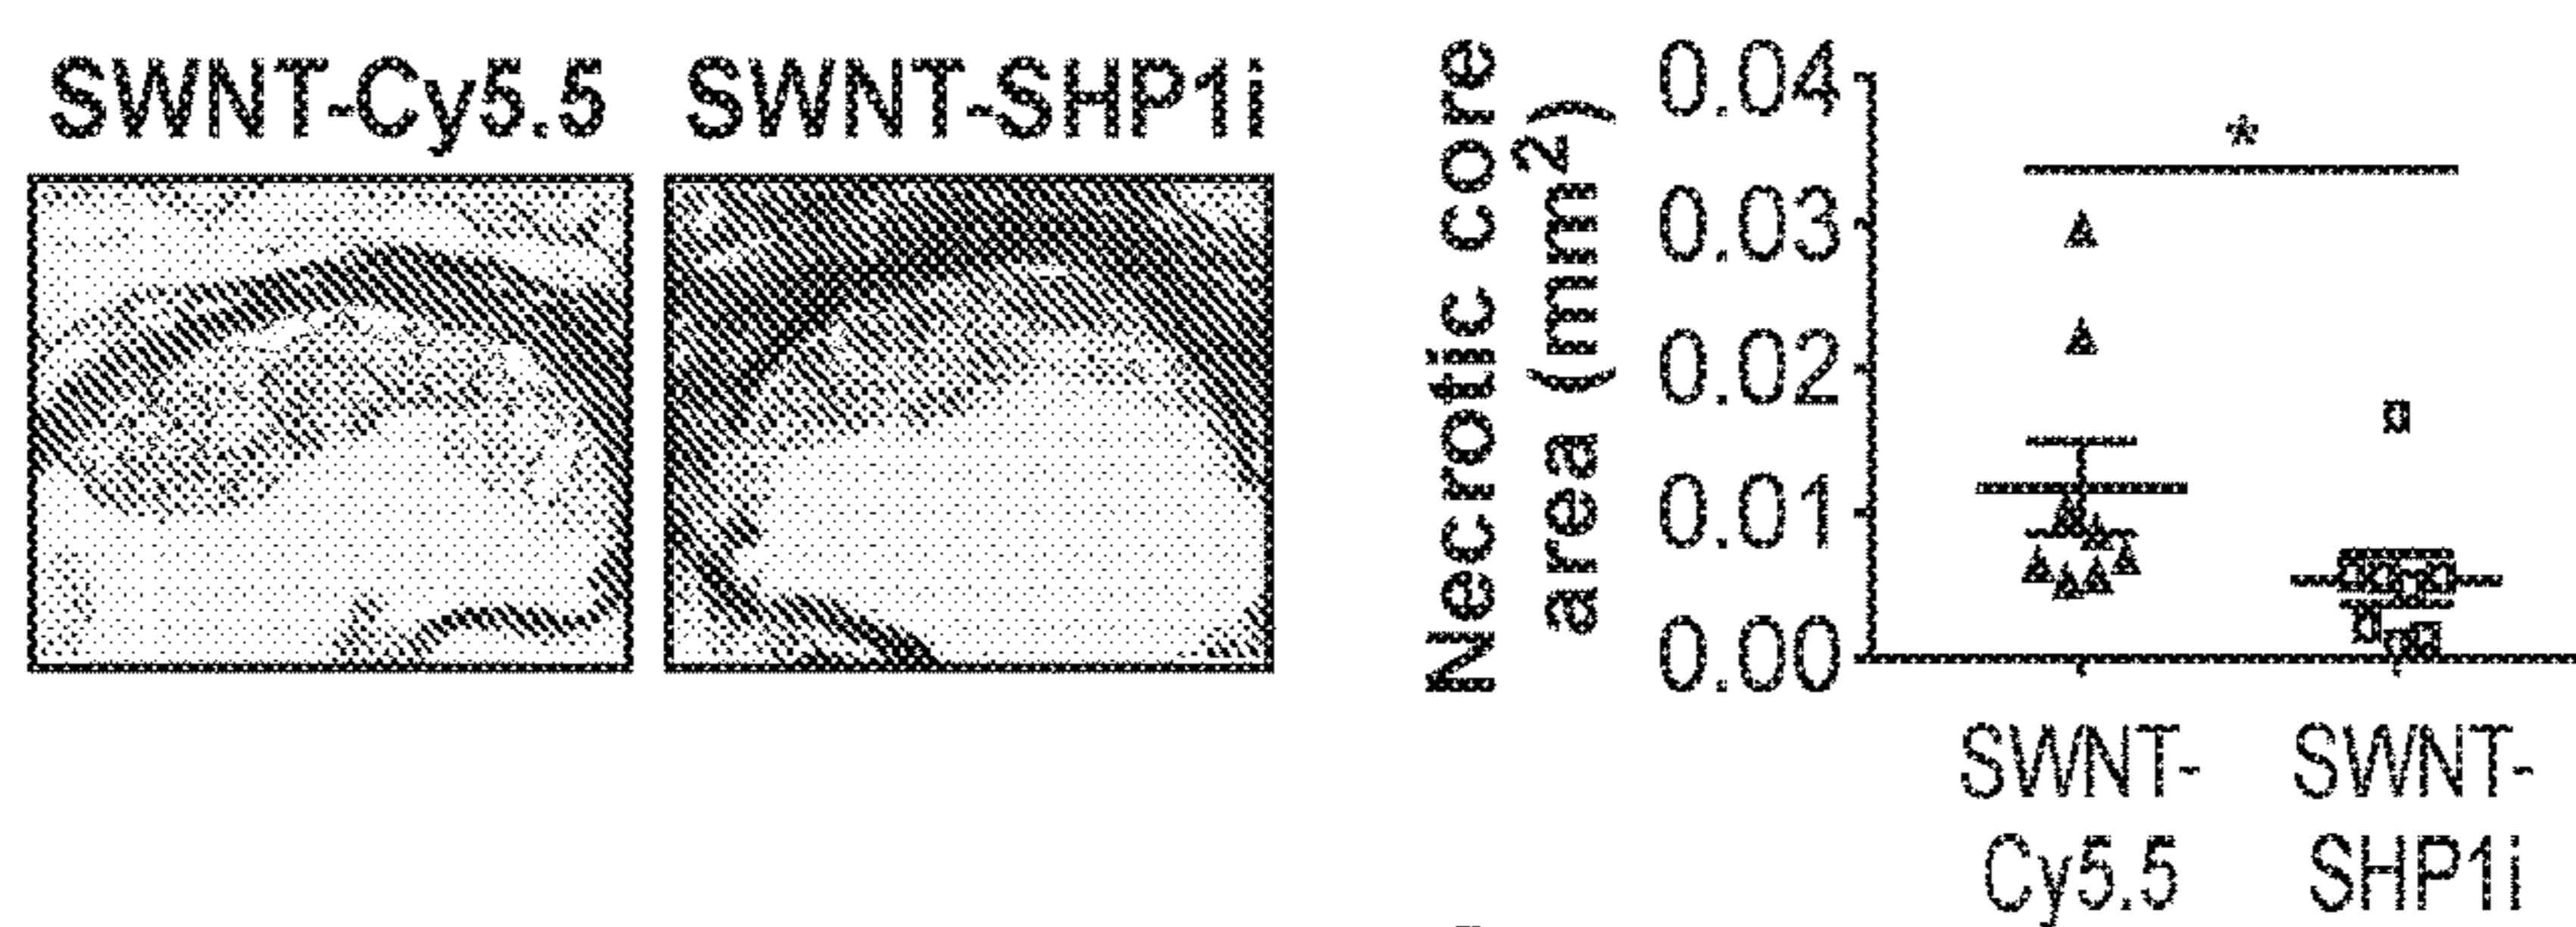 SWNT-Cy5.5 SWNT-SHP1i
Necrotic core
area (mm²)
0.04
0.03
0.02
0.01
0.00
*
SWNT-
Cy5.5
SWNT-
SHP1i